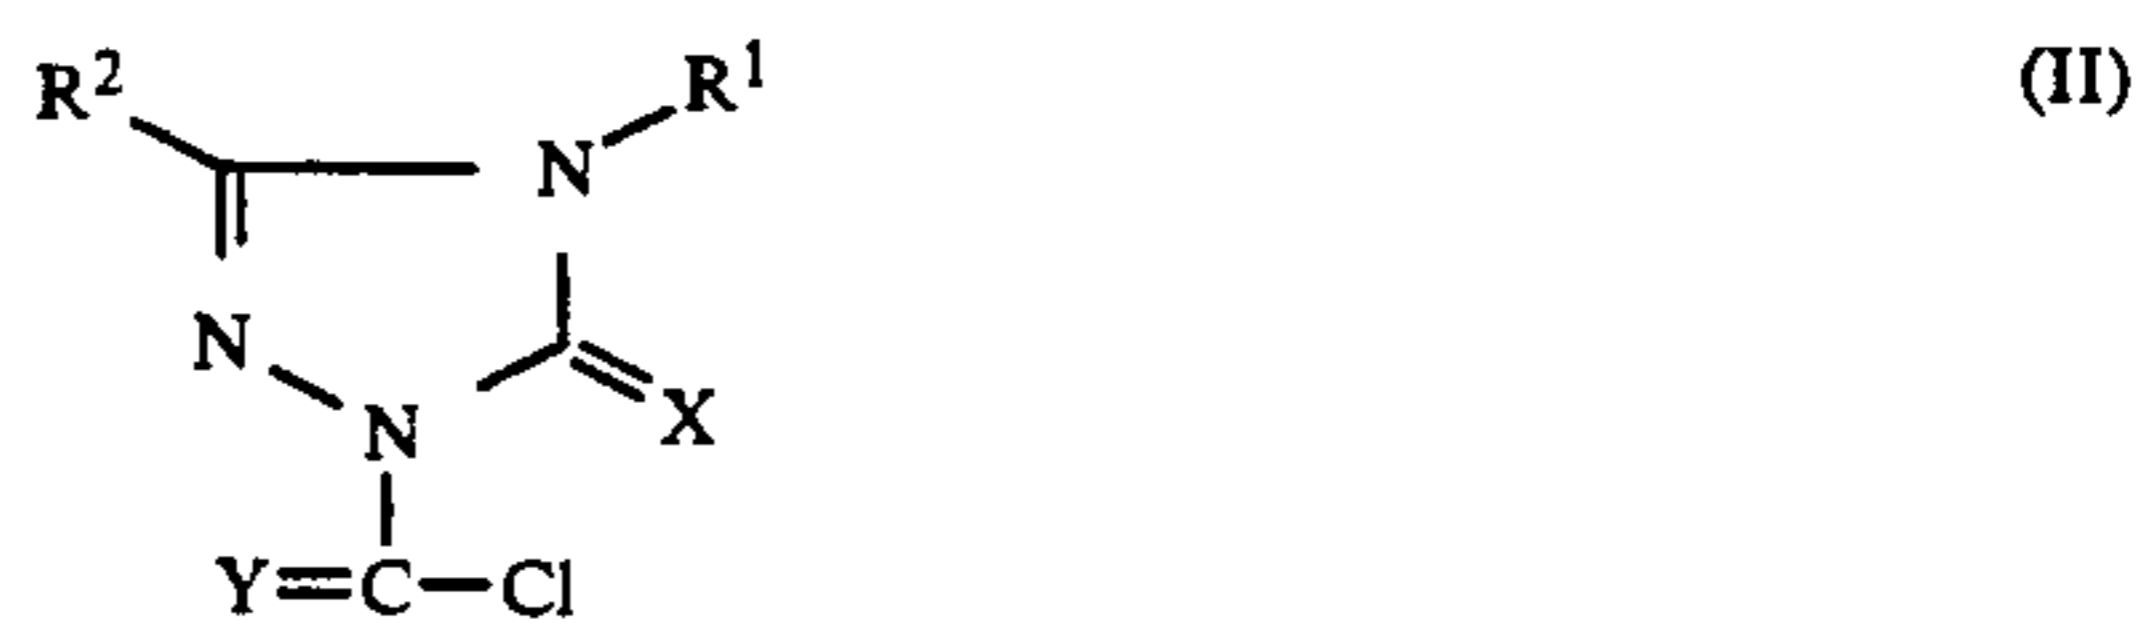 R² N-R¹ (II)
N
N X
Y=C-Cl